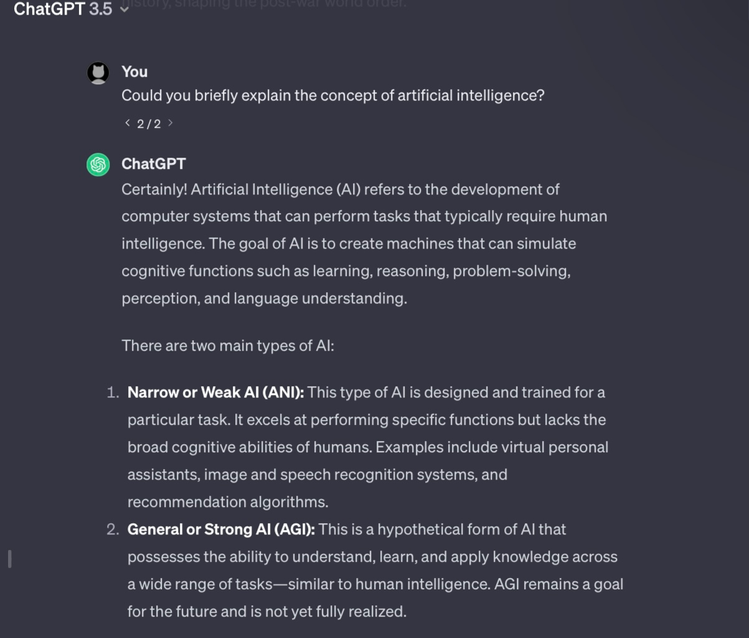 ChatGPT 3.5
history, shaping the post-war world order.
You
Could you briefly explain the concept of artificial intelligence?
< 2 / 2 >
ChatGPT
Certainly! Artificial Intelligence (AI) refers to the development of
computer systems that can perform tasks that typically require human
intelligence. The goal of AI is to create machines that can simulate
cognitive functions such as learning, reasoning, problem-solving,
perception, and language understanding.
There are two main types of AI:
1. Narrow or Weak AI (ANI): This type of AI is designed and trained for a
particular task. It excels at performing specific functions but lacks the
broad cognitive abilities of humans. Examples include virtual personal
assistants, image and speech recognition systems, and
recommendation algorithms.
2. General or Strong AI (AGI): This is a hypothetical form of AI that
possesses the ability to understand, learn, and apply knowledge across
a wide range of tasks—similar to human intelligence. AGI remains a goal
for the future and is not yet fully realized.